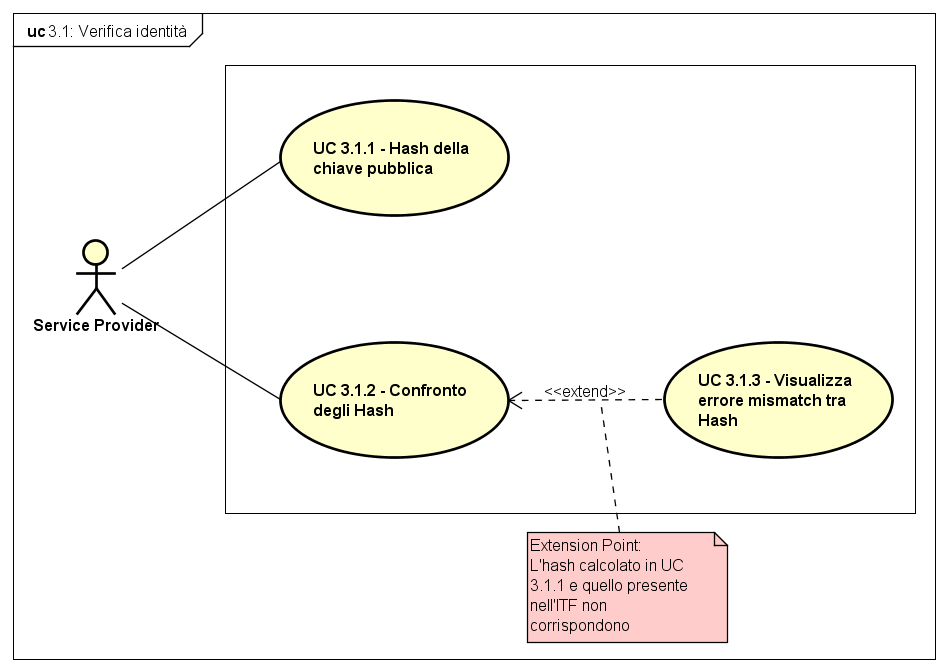 uc 3.1: Verifica identità
UC 3.1.1 - Hash della
chiave pubblica
Service Provider
UC 3.1.2 - Confronto
degli Hash
<<extend>>
UC 3.1.3 - Visualizza
errore mismatch tra
Hash
Extension Point:
L'hash calcolato in UC
3.1.1 e quello presente
nell'ITF non
corrispondono